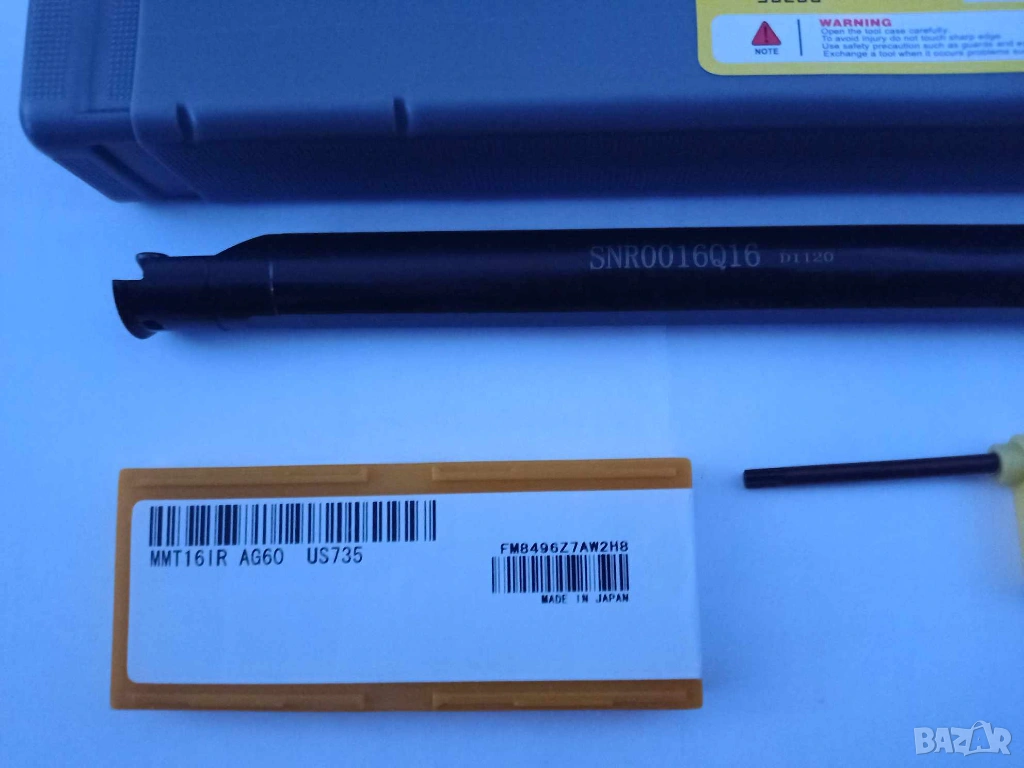 WARNING
Open the tool case carefully.
To avoid injury do not touch sharp edge
Use safety precaution such as guards and
Exchange a tool when it occurs problems
NOTE
SNR0016Q16 D1120
MMT16IR AG60 US735
FM8496Z7AW2H8
MADE IN JAPAN
BAZAR